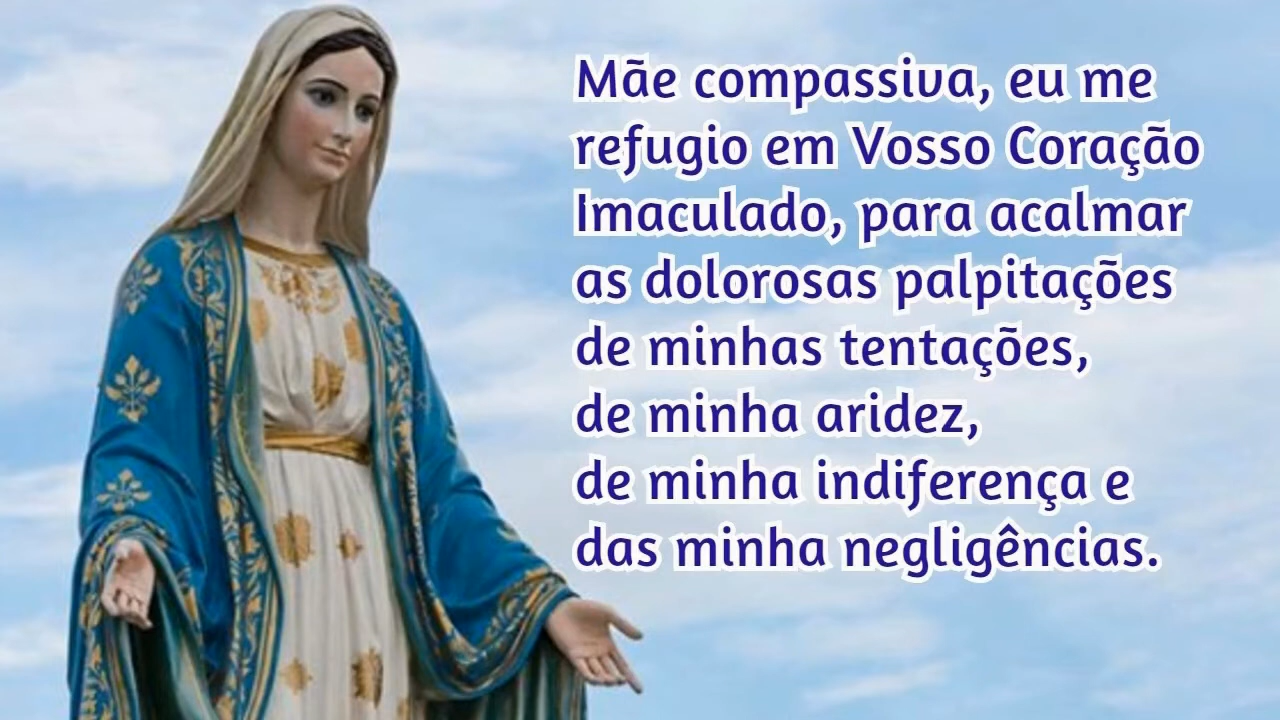 Mãe compassiva, eu me
refugio em Vosso Coração
Imaculado, para acalmar
as dolorosas palpitações
de minhas tentações,
de minha aridez,
de minha indiferença e
das minha negligências.